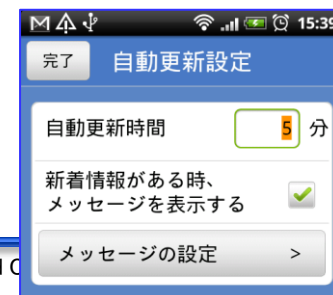 15:39
完了
自動更新設定
自動更新時間
5 分
新着情報がある時、
メッセージを表示する
メッセージの設定 >